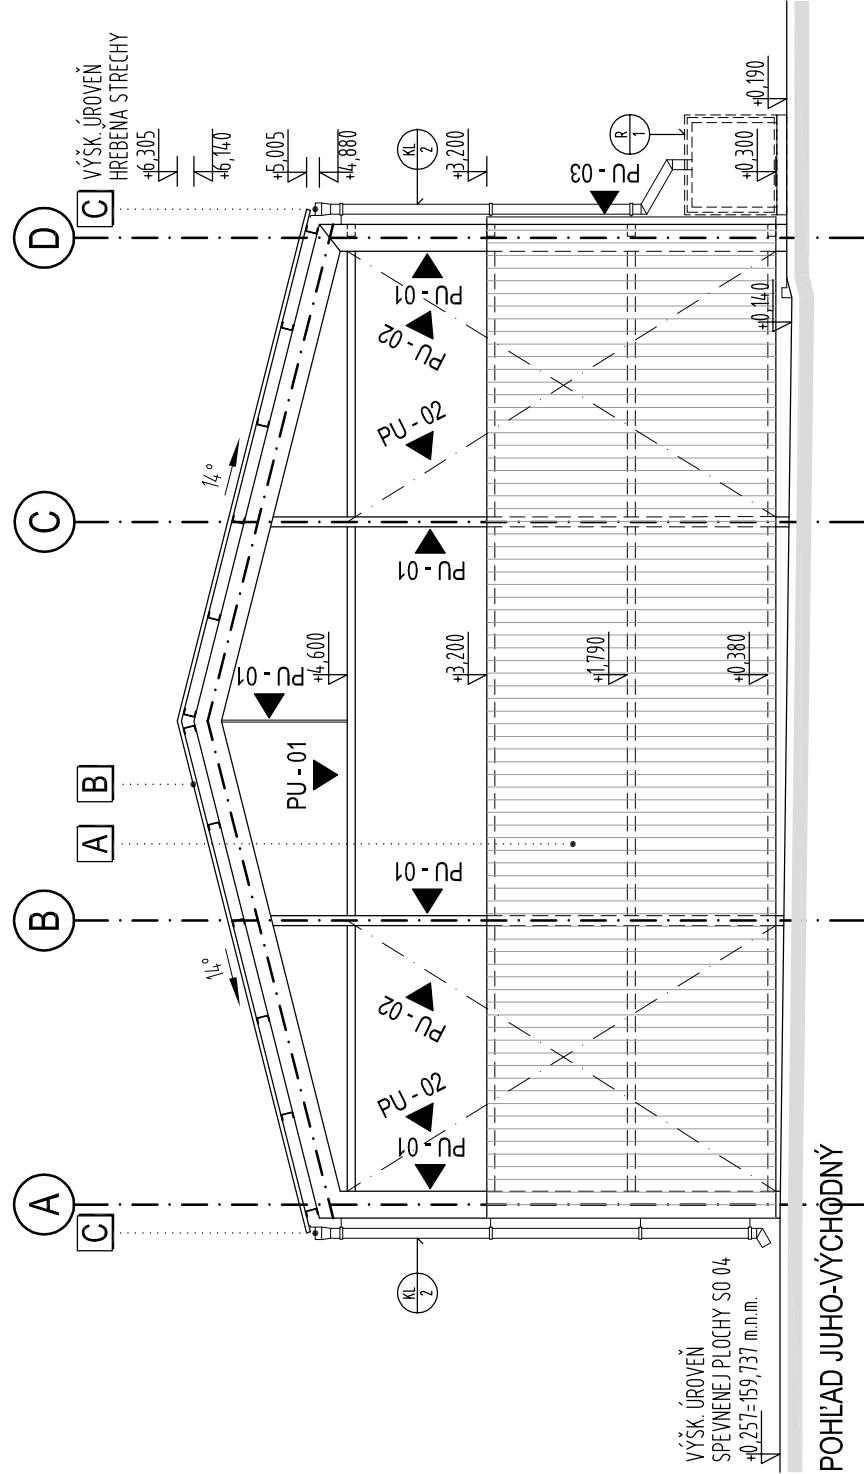 A
B
C
D
C
B
A
C
VÝŠK. ÚROVEŇ
HREBEŇA STRECHY
+6,305
+6,140
+5,005
+4,880
+3,200
+0,300
+0,190
+0,140
14°
14°
KL
2
KL
2
R
1
PU - 03
PU - 01
PU - 02
PU - 02
PU - 01
PU - 01
PU - 01
PU - 01
PU - 02
PU - 02
PU - 01
+4,600
+3,200
+1,790
+0,380
VÝŠK. ÚROVEŇ
SPEVNENEJ PLOCHY SO 04
+0,257=159,737 m.n.m.
POHĽAD JUHO-VÝCHODNÝ